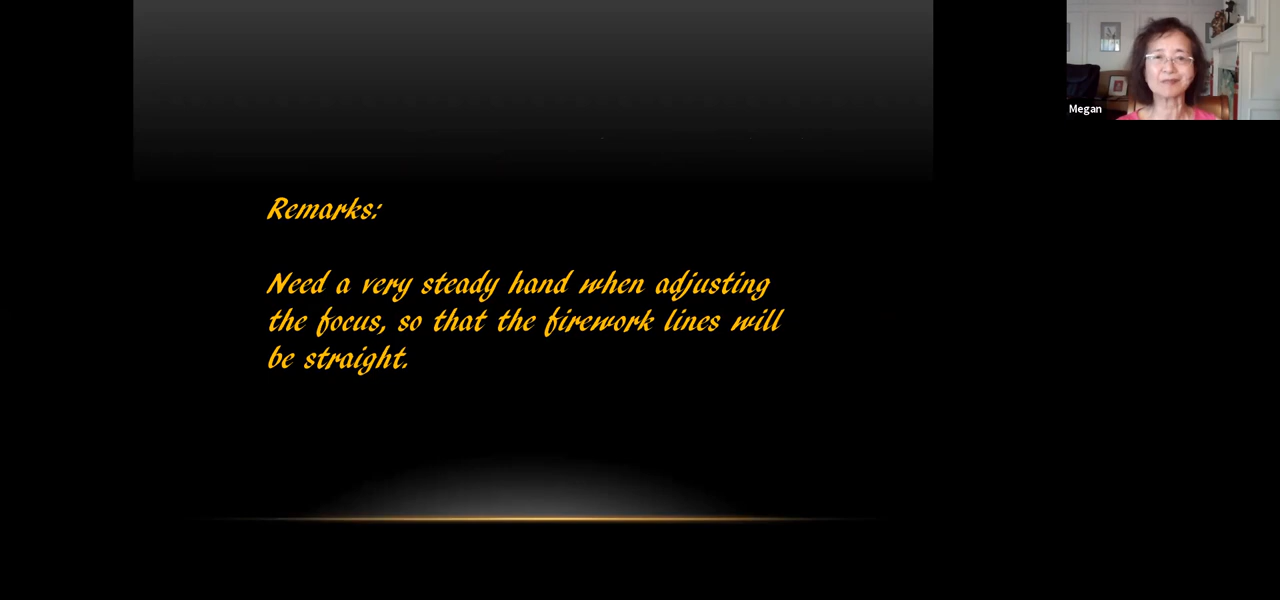 Megan
Remarks:
Need a very steady hand when adjusting
the focus, so that the firework lines will
be straight.